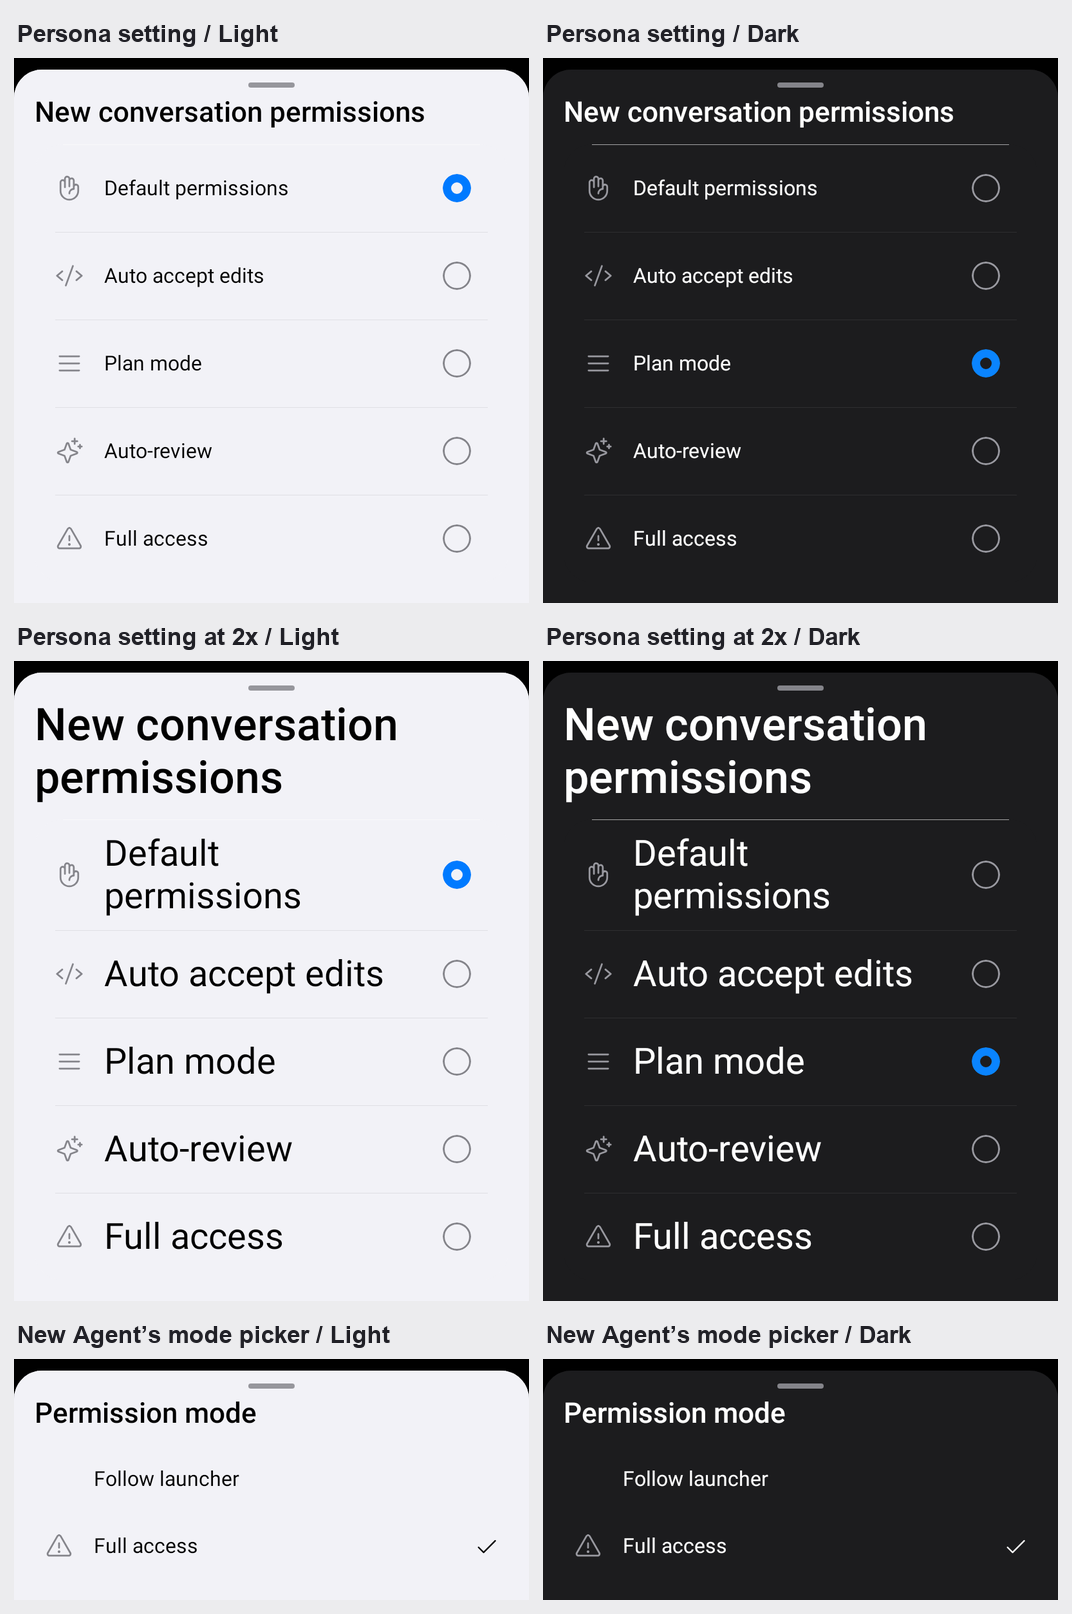 Persona setting / Light
New conversation permissions
Default permissions
Auto accept edits
Plan mode
Auto-review
Full access
Persona setting / Dark
New conversation permissions
Default permissions
Auto accept edits
Plan mode
Auto-review
Full access
Persona setting at 2x / Light
New conversation
permissions
Default
permissions
Auto accept edits
Plan mode
Auto-review
Full access
Persona setting at 2x / Dark
New conversation
permissions
Default
permissions
Auto accept edits
Plan mode
Auto-review
Full access
New Agent’s mode picker / Light
Permission mode
Follow launcher
Full access
New Agent’s mode picker / Dark
Permission mode
Follow launcher
Full access